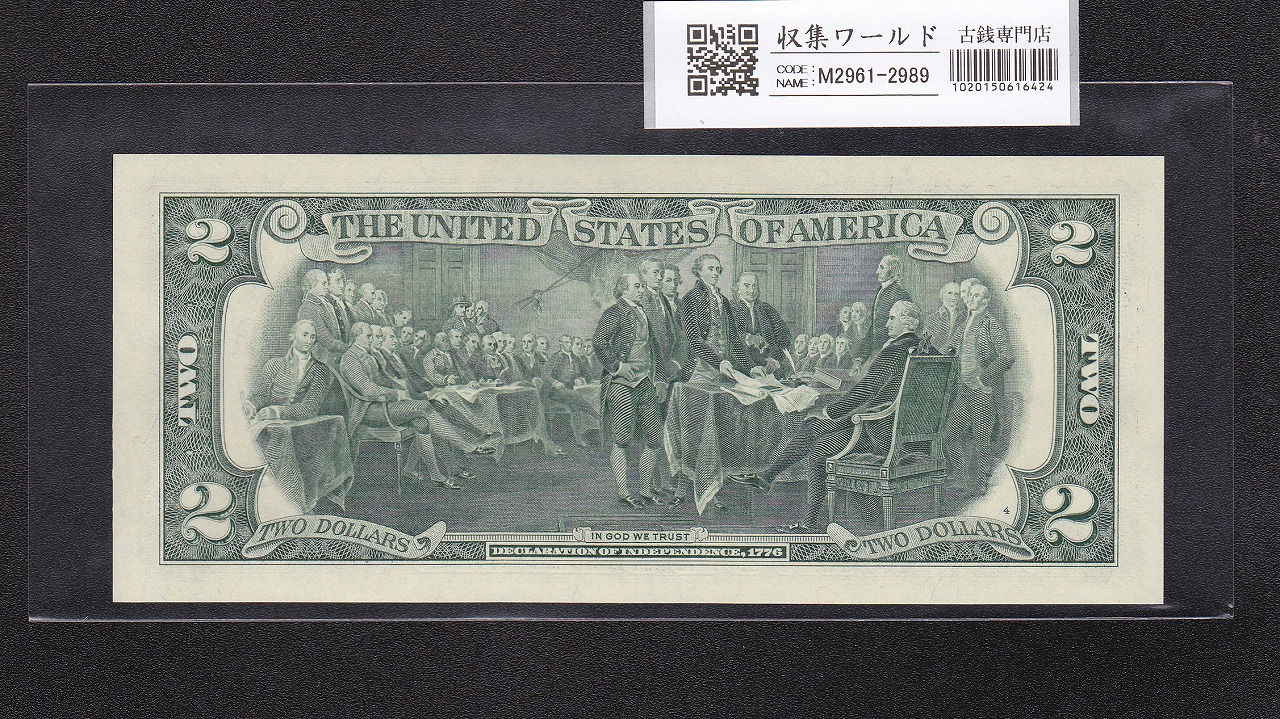 収集ワールド 古銭専門店
CODE:
NAME: M2961-2989
1020150616424
2 THE UNITED STATES OF AMERICA 2
TWO TWO
2 TWO DOLLARS TWO DOLLARS 2
4
IN GOD WE TRUST
DECLARATION OF INDEPENDENCE, 1776